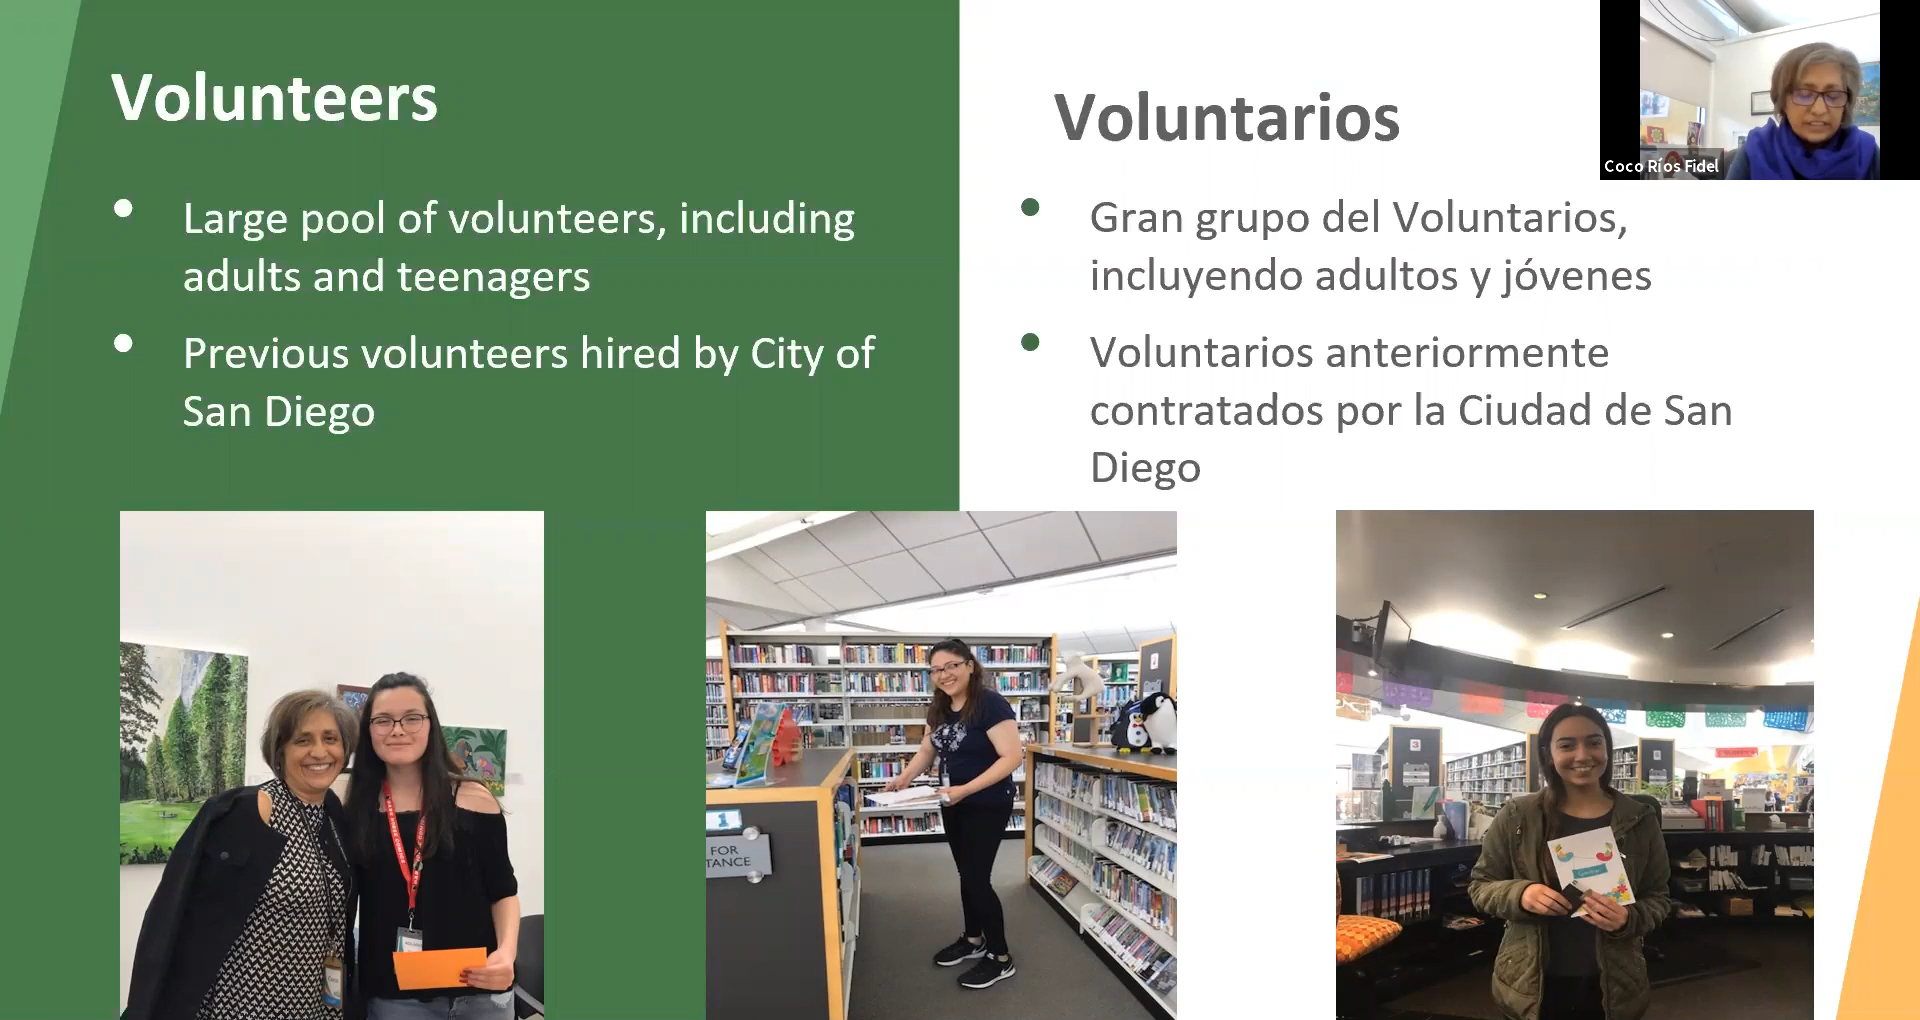 Volunteers
Large pool of volunteers, including
adults and teenagers
Previous volunteers hired by City of
San Diego
Voluntarios
Gran grupo del Voluntarios,
incluyendo adultos y jóvenes
Voluntarios anteriormente
contratados por la Ciudad de San
Diego
Coco Ríos Fidel
1
FOR
TANCE
3